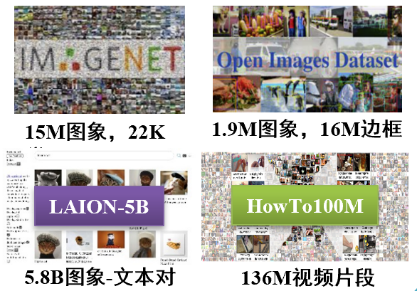 IMAGENET
Open Images Dataset
15M图象，22K
1.9M图象，16M边框
LAION-5B
HowTo100M
5.8B图象-文本对
136M视频片段